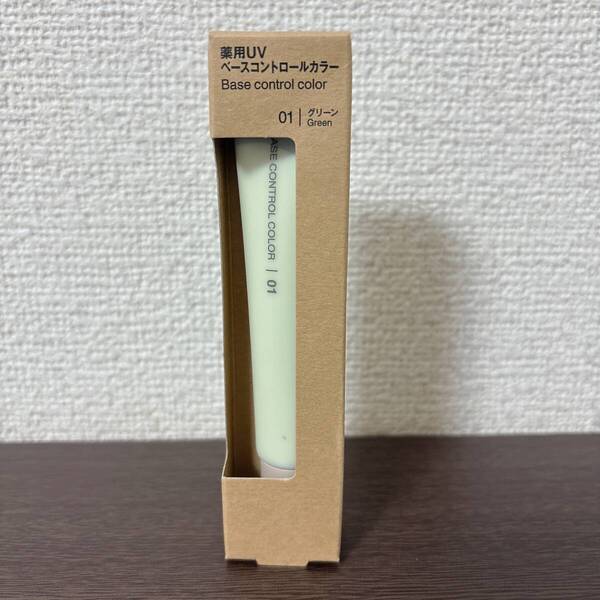 薬用UV
ベースコントロールカラー
Base control color
01 | グリーン
Green
ASE CONTROL COLOR | 01